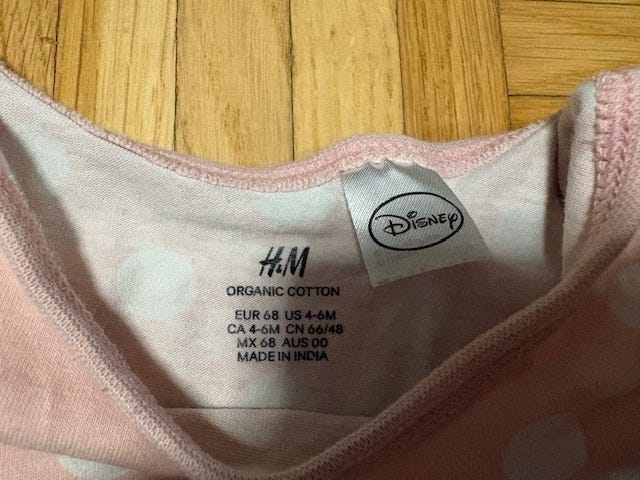 Disney
H&M
ORGANIC COTTON
EUR 68 US 4-6M
CA 4-6M CN 66/48
MX 68 AUS 00
MADE IN INDIA